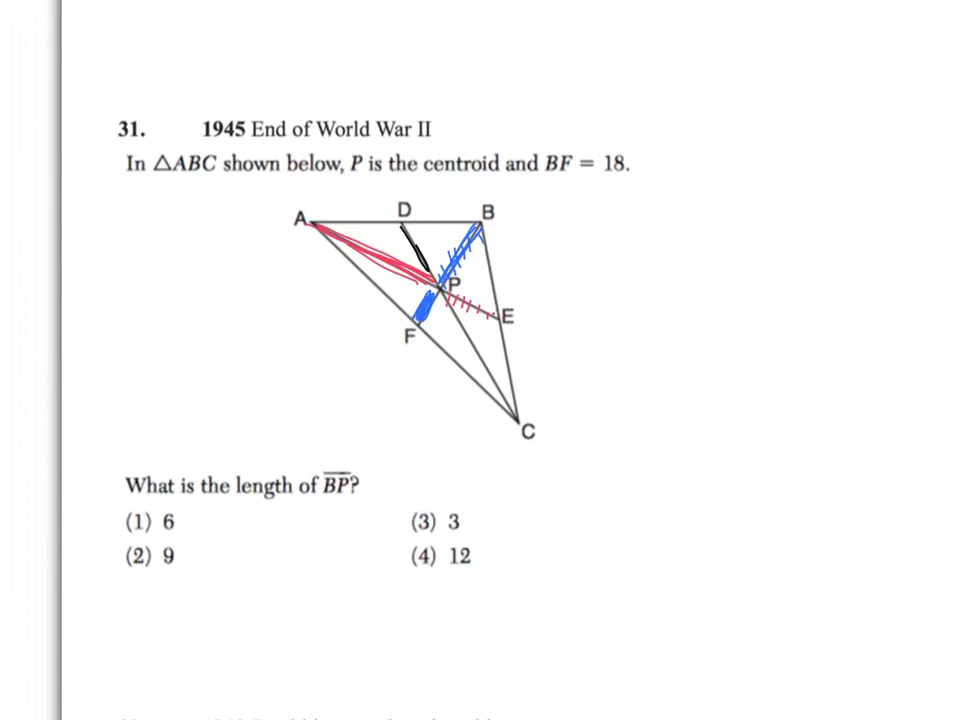 31. 1945 End of World War II
In △ABC shown below, P is the centroid and BF = 18.
A D B
P
E
F
C
What is the length of B̅P̅?
(1) 6 (3) 3
(2) 9 (4) 12